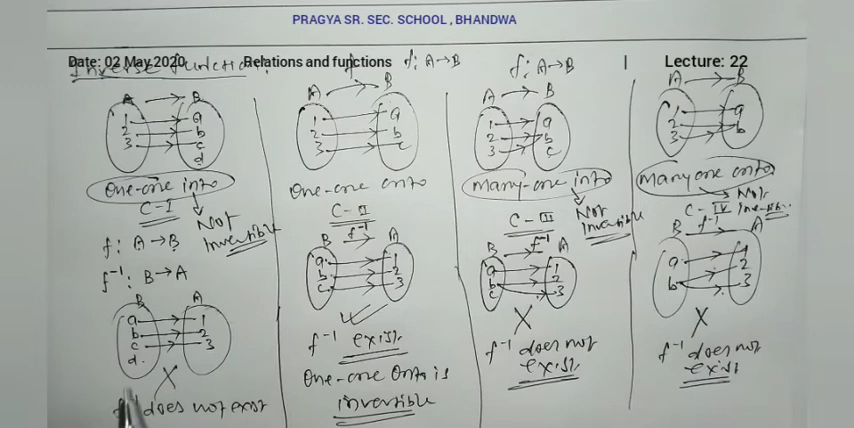 PRAGYA SR. SEC. SCHOOL , BHANDWA
Date: 02 May 2020 Relations and functions | Lecture: 22
Inverse function:
A → B
1 a
2 b
3 c
d
One-one into
C-I
Not
Invertible
f: A→B
f⁻¹: B→A
B A
a 1
b 2
c 3
d
X
does not exist
f: A→B
A → B
1 a
2 b
3 c
One-one onto
C-II
f⁻¹
B → A
a 1
b 2
c 3
f⁻¹ exist.
One-one Onto is
invertible
f: A→B
A → B
1 a
2 b
3 c
Many-one into
C-III
Not
Invertible
f⁻¹
B → A
a 1
b 2
c 3
X
f⁻¹ does not
exist.
A → B
1 a
2 b
3
Many one onto
C-IV
Not
Invertible
f⁻¹
B → A
a 1
b 2
3
X
f⁻¹ does not
exist